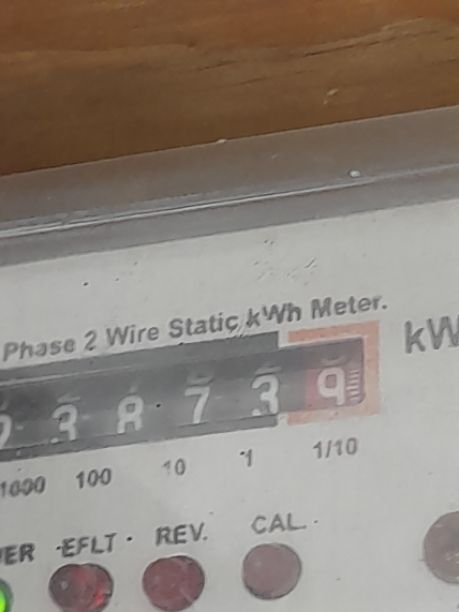 Phase 2 Wire Static kWh Meter.
kW
3 8 7 3 9
1000 100 10 1 1/10
ER EFLT REV. CAL.